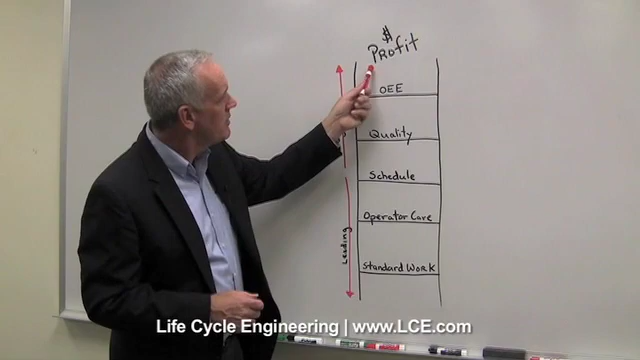 $
Profit
OEE
Quality
Schedule
Operator Care
Leading
Standard Work
Life Cycle Engineering | www.LCE.com